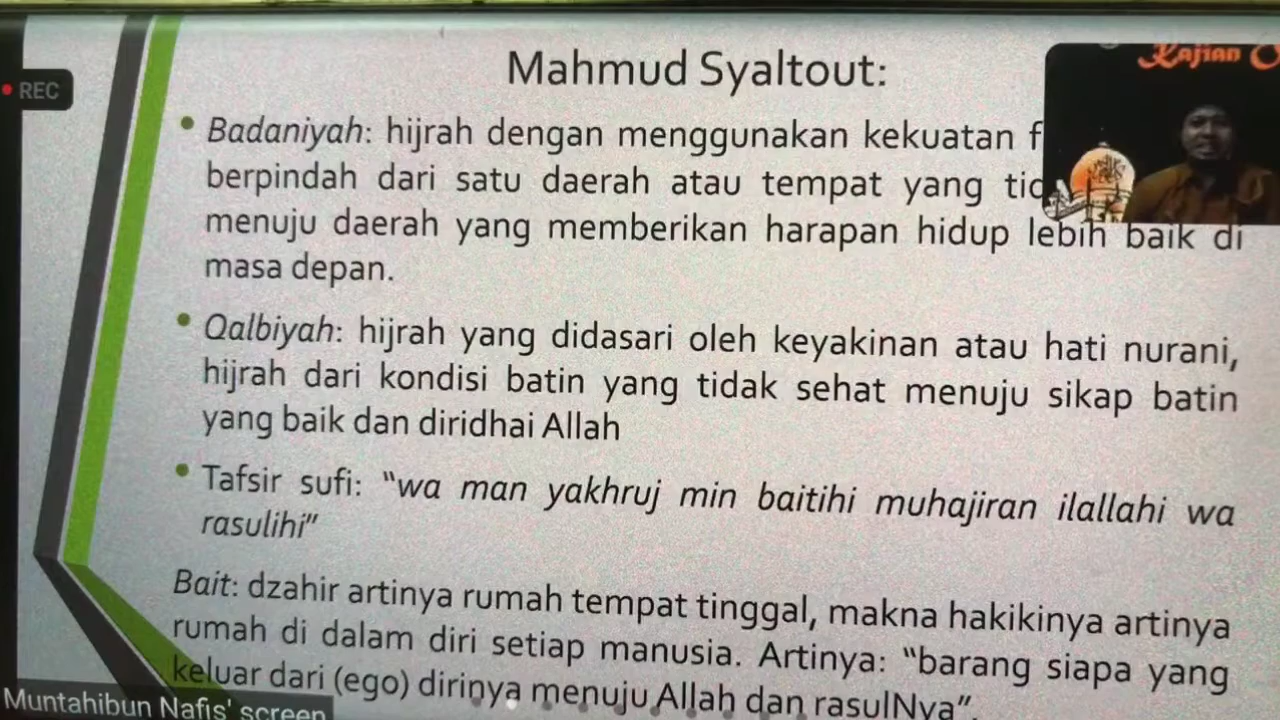 Mahmud Syaltout:
Kajian
REC
• Badaniyah: hijrah dengan menggunakan kekuatan
berpindah dari satu daerah atau tempat yang
menuju daerah yang memberikan harapan hidup lebih baik di
masa depan.
• Qalbiyah: hijrah yang didasari oleh keyakinan atau hati nurani,
hijrah dari kondisi batin yang tidak sehat menuju sikap batin
yang baik dan diridhai Allah
• Tafsir sufi: “wa man yakhruj min baitihi muhajiran ilallahi wa
rasulihi”
Bait: dzahir artinya rumah tempat tinggal, makna hakikinya artinya
rumah di dalam diri setiap manusia. Artinya: “barang siapa yang
keluar dari (ego) dirinya menuju Allah dan rasulNya”.
Muntahibun Nafis' screen